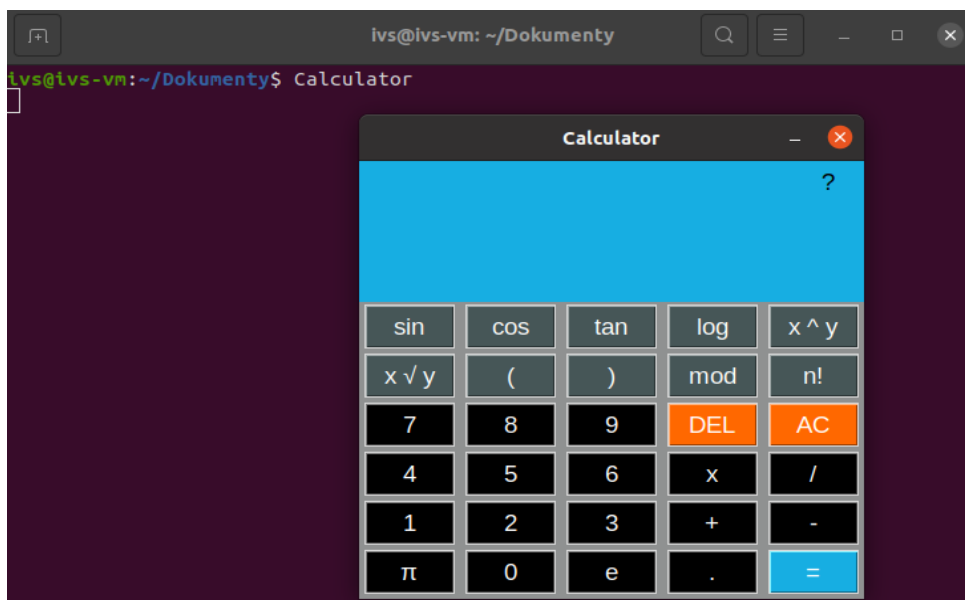 ivs@ivs-vm: ~/Dokumenty
ivs@ivs-vm:~/Dokumenty$ Calculator
Calculator
?
sin cos tan log x ^ y
x √ y ( ) mod n!
7 8 9 DEL AC
4 5 6 x /
1 2 3 + -
π 0 e . =